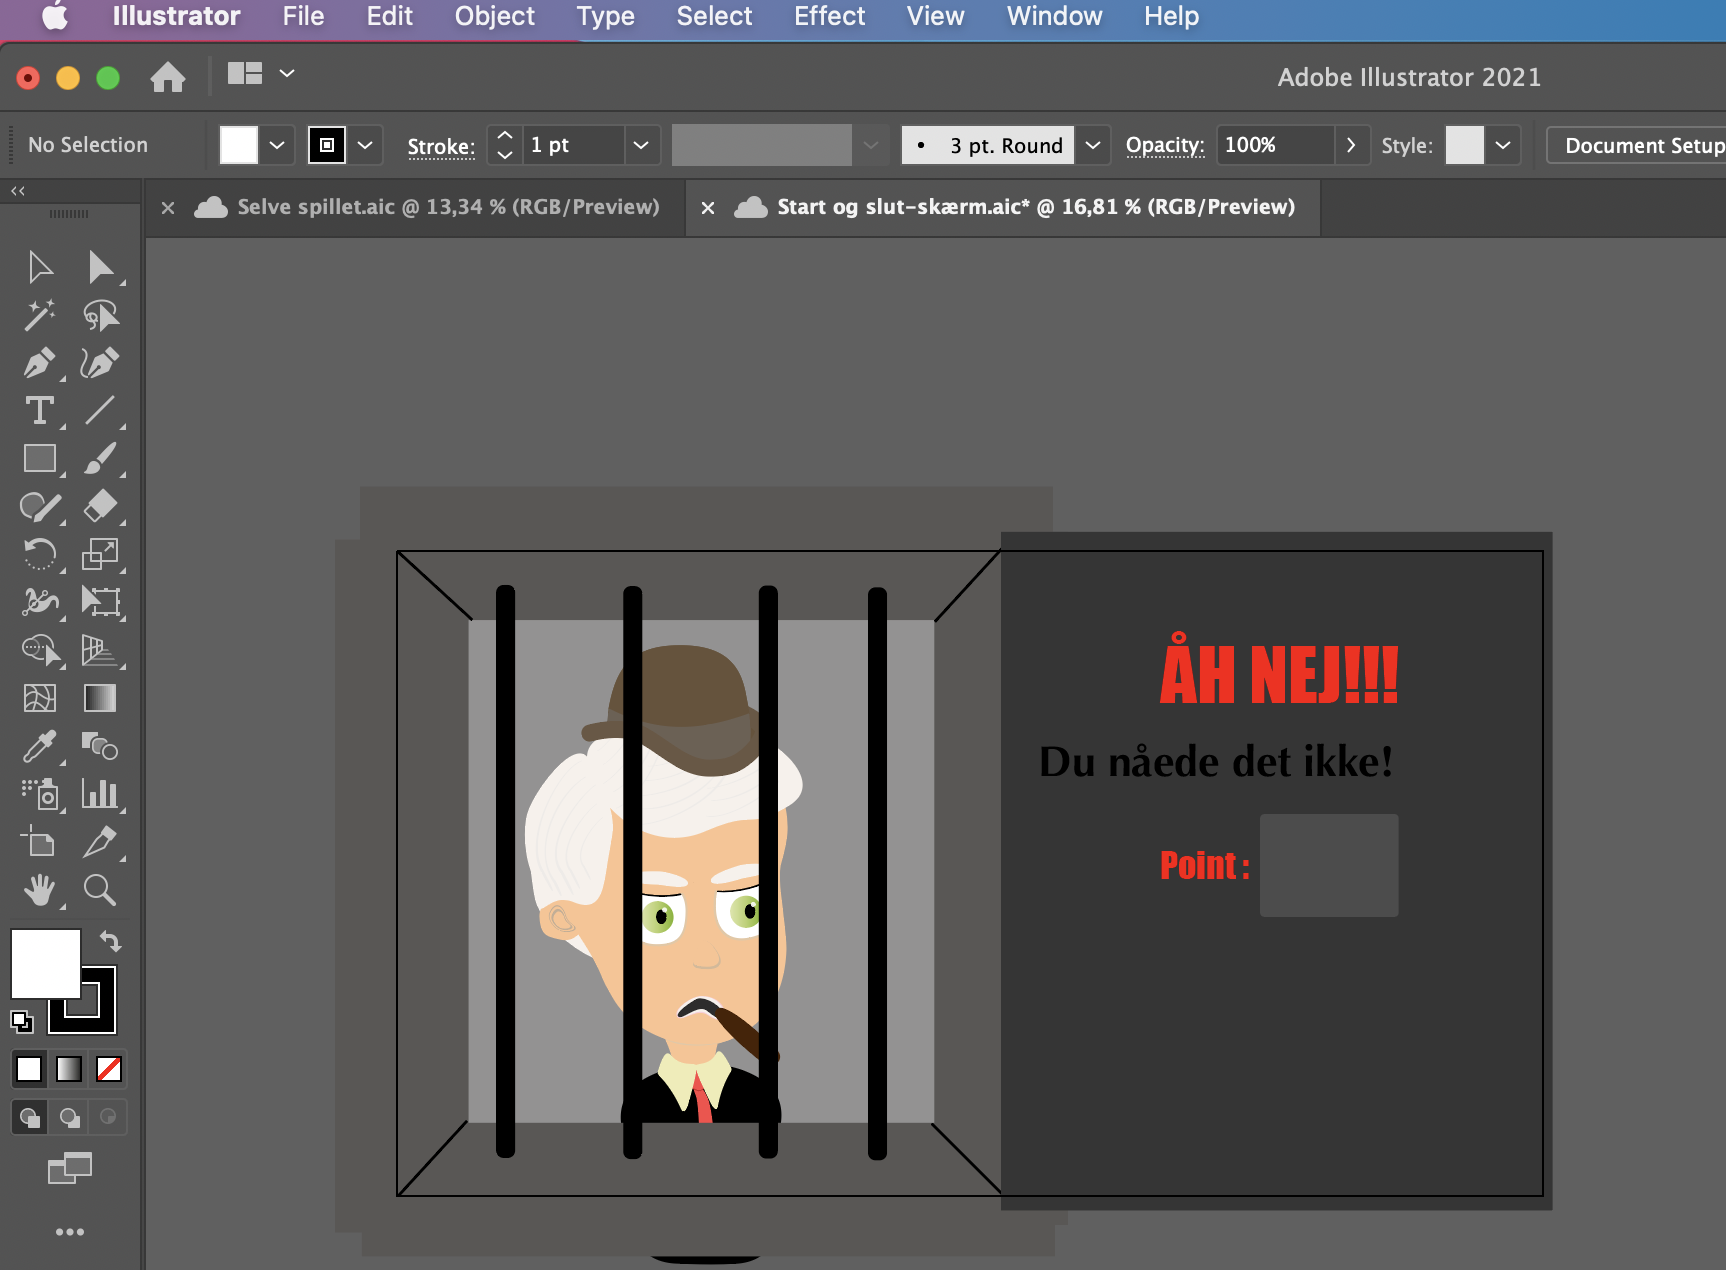 Illustrator File Edit Object Type Select Effect View Window Help
Adobe Illustrator 2021
No Selection Stroke: 1 pt 3 pt. Round Opacity: 100% Style: Document Setup
Selve spillet.aic @ 13,34 % (RGB/Preview) Start og slut-skærm.aic* @ 16,81 % (RGB/Preview)
ÅH NEJ!!!
Du nåede det ikke!
Point: